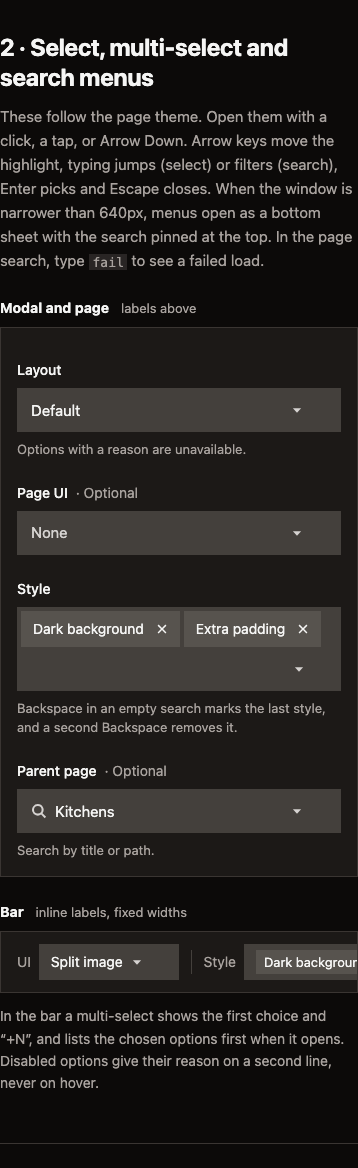 2 · Select, multi-select and
search menus
These follow the page theme. Open them with a
click, a tap, or Arrow Down. Arrow keys move the
highlight, typing jumps (select) or filters (search),
Enter picks and Escape closes. When the window is
narrower than 640px, menus open as a bottom
sheet with the search pinned at the top. In the page
search, type fail to see a failed load.
Modal and page labels above
Layout
Default
Options with a reason are unavailable.
Page UI · Optional
None
Style
Dark background × Extra padding ×
Backspace in an empty search marks the last style,
and a second Backspace removes it.
Parent page · Optional
Kitchens
Search by title or path.
Bar inline labels, fixed widths
UI Split image Style Dark backgrour
In the bar a multi-select shows the first choice and
“+N”, and lists the chosen options first when it opens.
Disabled options give their reason on a second line,
never on hover.